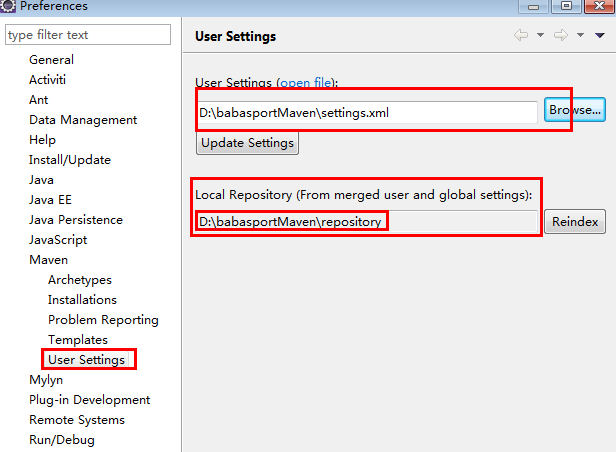 Preferences
type filter text
General
Activiti
Ant
Data Management
Help
Install/Update
Java
Java EE
Java Persistence
JavaScript
Maven
Archetypes
Installations
Problem Reporting
Templates
User Settings
Mylyn
Plug-in Development
Remote Systems
Run/Debug
User Settings
User Settings (open file):
D:\babasportMaven\settings.xml
Browse...
Update Settings
Local Repository (From merged user and global settings):
D:\babasportMaven\repository
Reindex